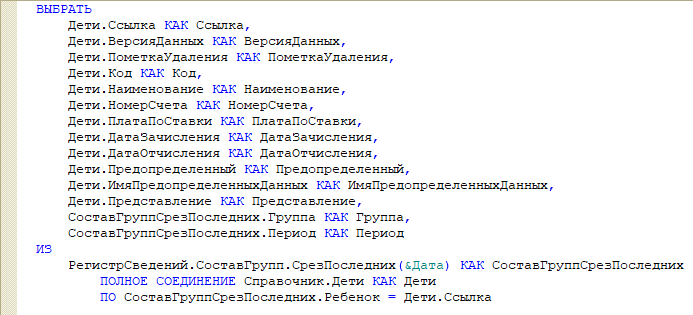 ВЫБРАТЬ
Дети.Ссылка КАК Ссылка,
Дети.ВерсияДанных КАК ВерсияДанных,
Дети.ПометкаУдаления КАК ПометкаУдаления,
Дети.Код КАК Код,
Дети.Наименование КАК Наименование,
Дети.НомерСчета КАК НомерСчета,
Дети.ПлатаПоСтавки КАК ПлатаПоСтавки,
Дети.ДатаЗачисления КАК ДатаЗачисления,
Дети.ДатаОтчисления КАК ДатаОтчисления,
Дети.Предопределенный КАК Предопределенный,
Дети.ИмяПредопределенныхДанных КАК ИмяПредопределенныхДанных,
Дети.Представление КАК Представление,
СоставГруппСрезПоследних.Группа КАК Группа,
СоставГруппСрезПоследних.Период КАК Период
ИЗ
РегистрСведений.СоставГрупп.СрезПоследних(&Дата) КАК СоставГруппСрезПоследних
ПОЛНОЕ СОЕДИНЕНИЕ Справочник.Дети КАК Дети
ПО СоставГруппСрезПоследних.Ребенок = Дети.Ссылка